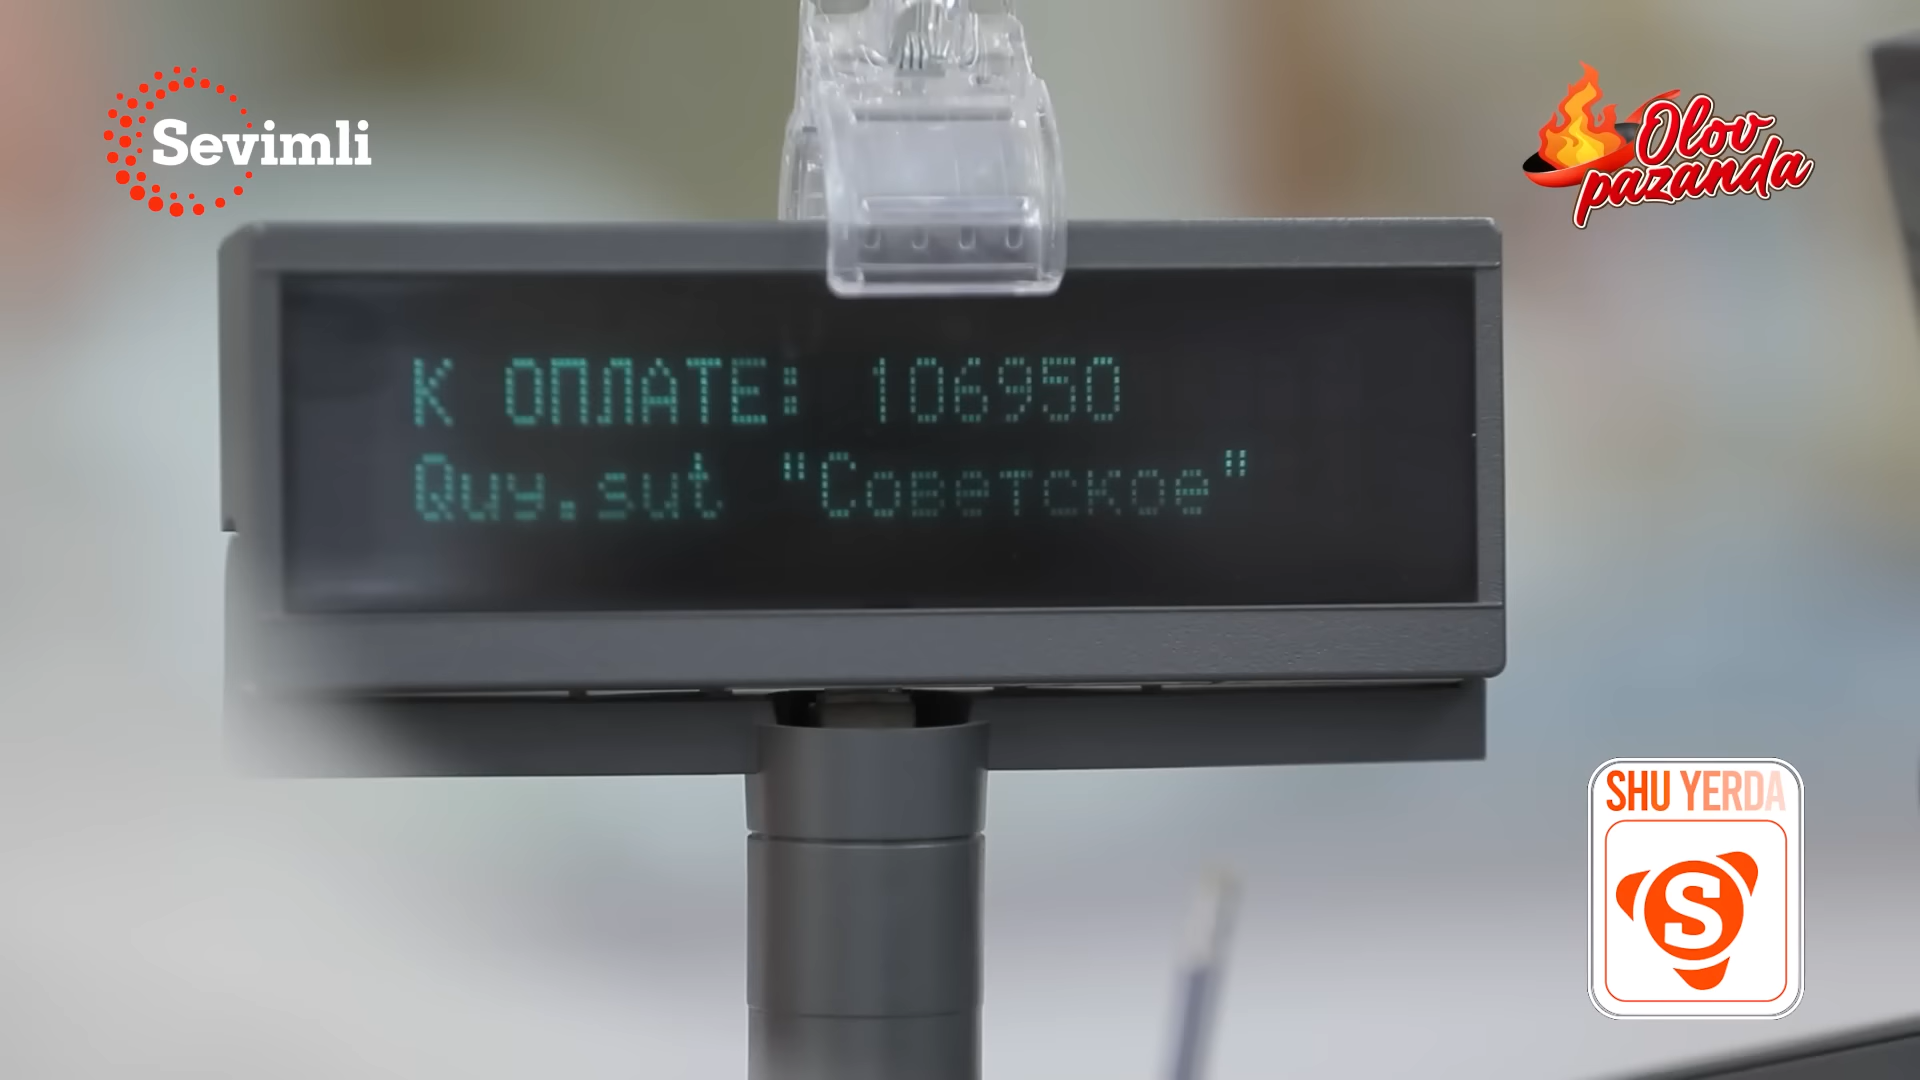 Sevimli
Olov
pazanda
К ОПЛАТЕ: 106950
Quy.sut "Советское"
SHU YERDA
S